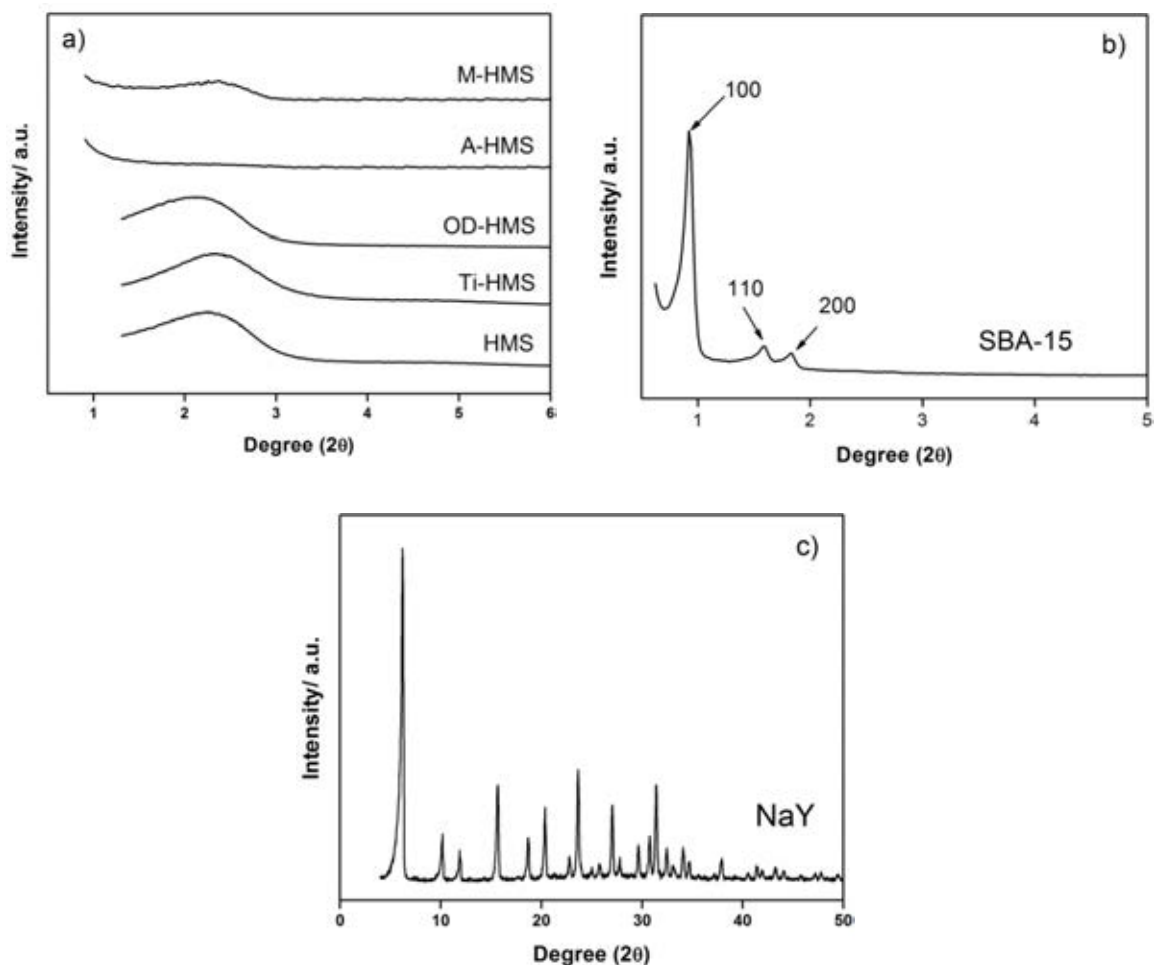 a)
M-HMS
A-HMS
OD-HMS
Ti-HMS
HMS
Intensity/ a.u.
1 2 3 4 5 6
Degree (2θ)
b)
100
110
200
SBA-15
Intensity/ a.u.
1 2 3 4 5
Degree (2θ)
c)
NaY
Intensity/ a.u.
0 10 20 30 40 50
Degree (2θ)